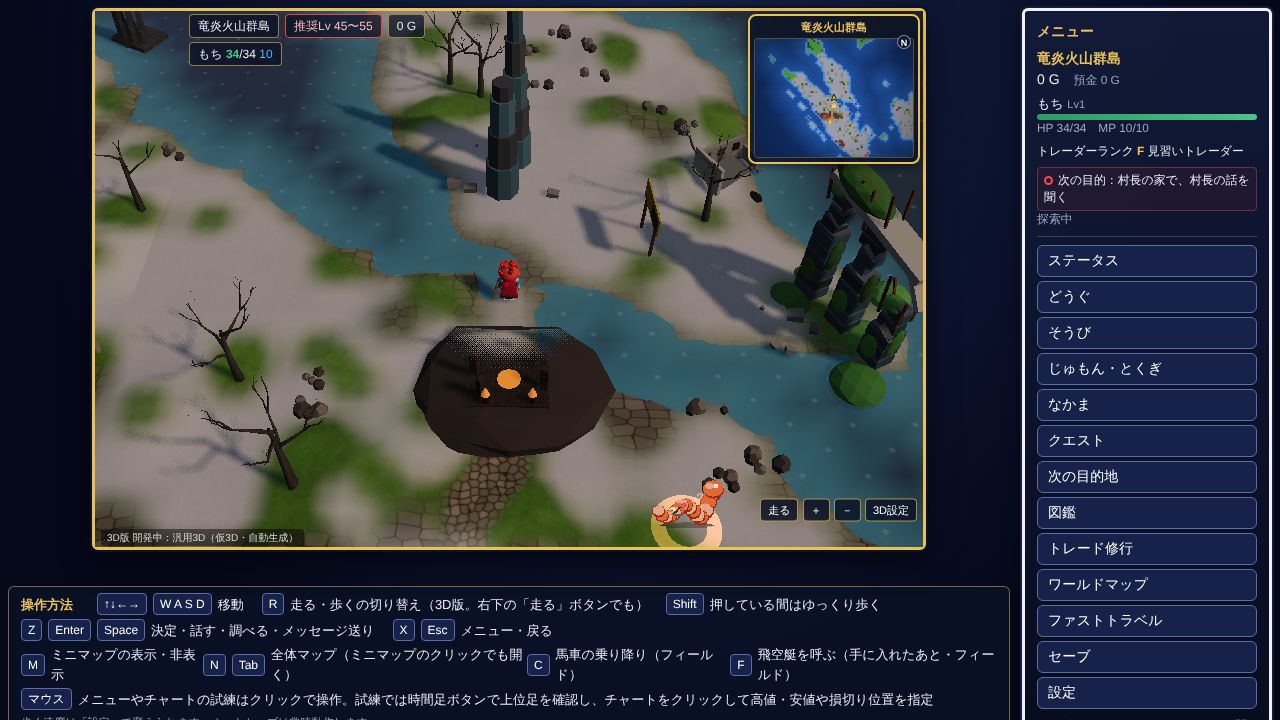 竜炎火山群島 推奨Lv 45〜55 0 G
もち 34/34 10
竜炎火山群島
N
走る + − 3D設定
3D版 開発中：汎用3D（仮3D・自動生成）
メニュー
竜炎火山群島
0 G 預金 0 G
もち Lv1
HP 34/34 MP 10/10
トレーダーランク F 見習いトレーダー
次の目的：村長の家で、村長の話を
聞く
探索中
ステータス
どうぐ
そうび
じゅもん・とくぎ
なかま
クエスト
次の目的地
図鑑
トレード修行
ワールドマップ
ファストトラベル
セーブ
設定
操作方法 ↑↓←→ W A S D 移動 R 走る・歩くの切り替え（3D版。右下の「走る」ボタンでも） Shift 押している間はゆっくり歩く
Z Enter Space 決定・話す・調べる・メッセージ送り X Esc メニュー・戻る
M ミニマップの表示・非表示 N Tab 全体マップ（ミニマップのクリックでも開く） C 馬車の乗り降り（フィールド） F 飛空艇を呼ぶ（手に入れたあと・フィールド）
マウス メニューやチャートの試練はクリックで操作。試練では時間足ボタンで上位足を確認し、チャートをクリックして高値・安値や損切り位置を指定